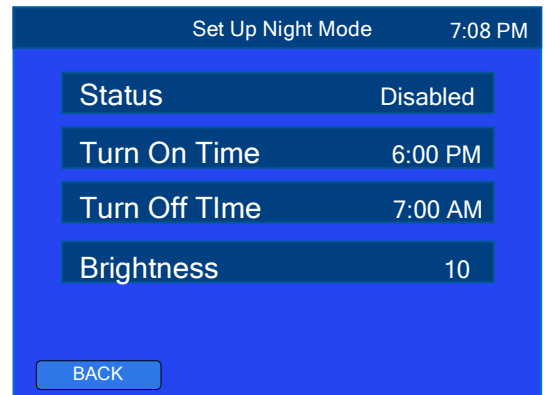 Set Up Night Mode 7:08 PM
Status Disabled
Turn On Time 6:00 PM
Turn Off TIme 7:00 AM
Brightness 10
BACK